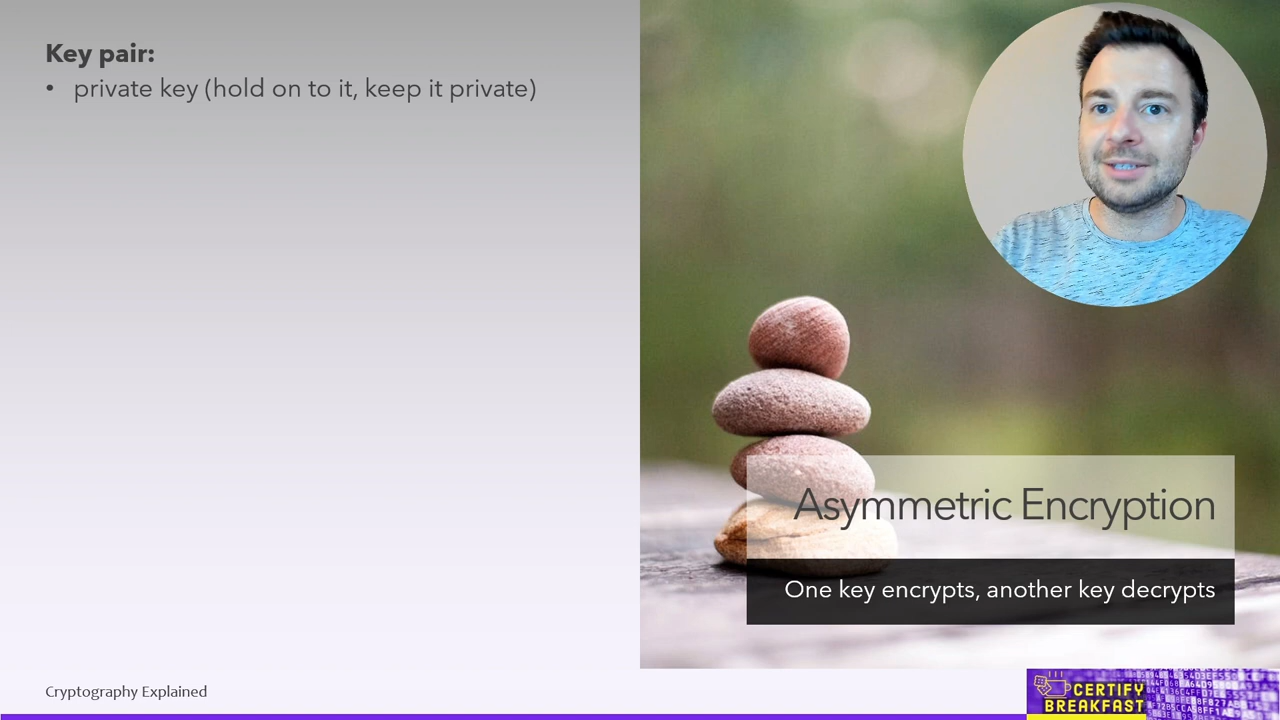 Key pair:
• private key (hold on to it, keep it private)
Asymmetric Encryption
One key encrypts, another key decrypts
Cryptography Explained
CERTIFY
BREAKFAST